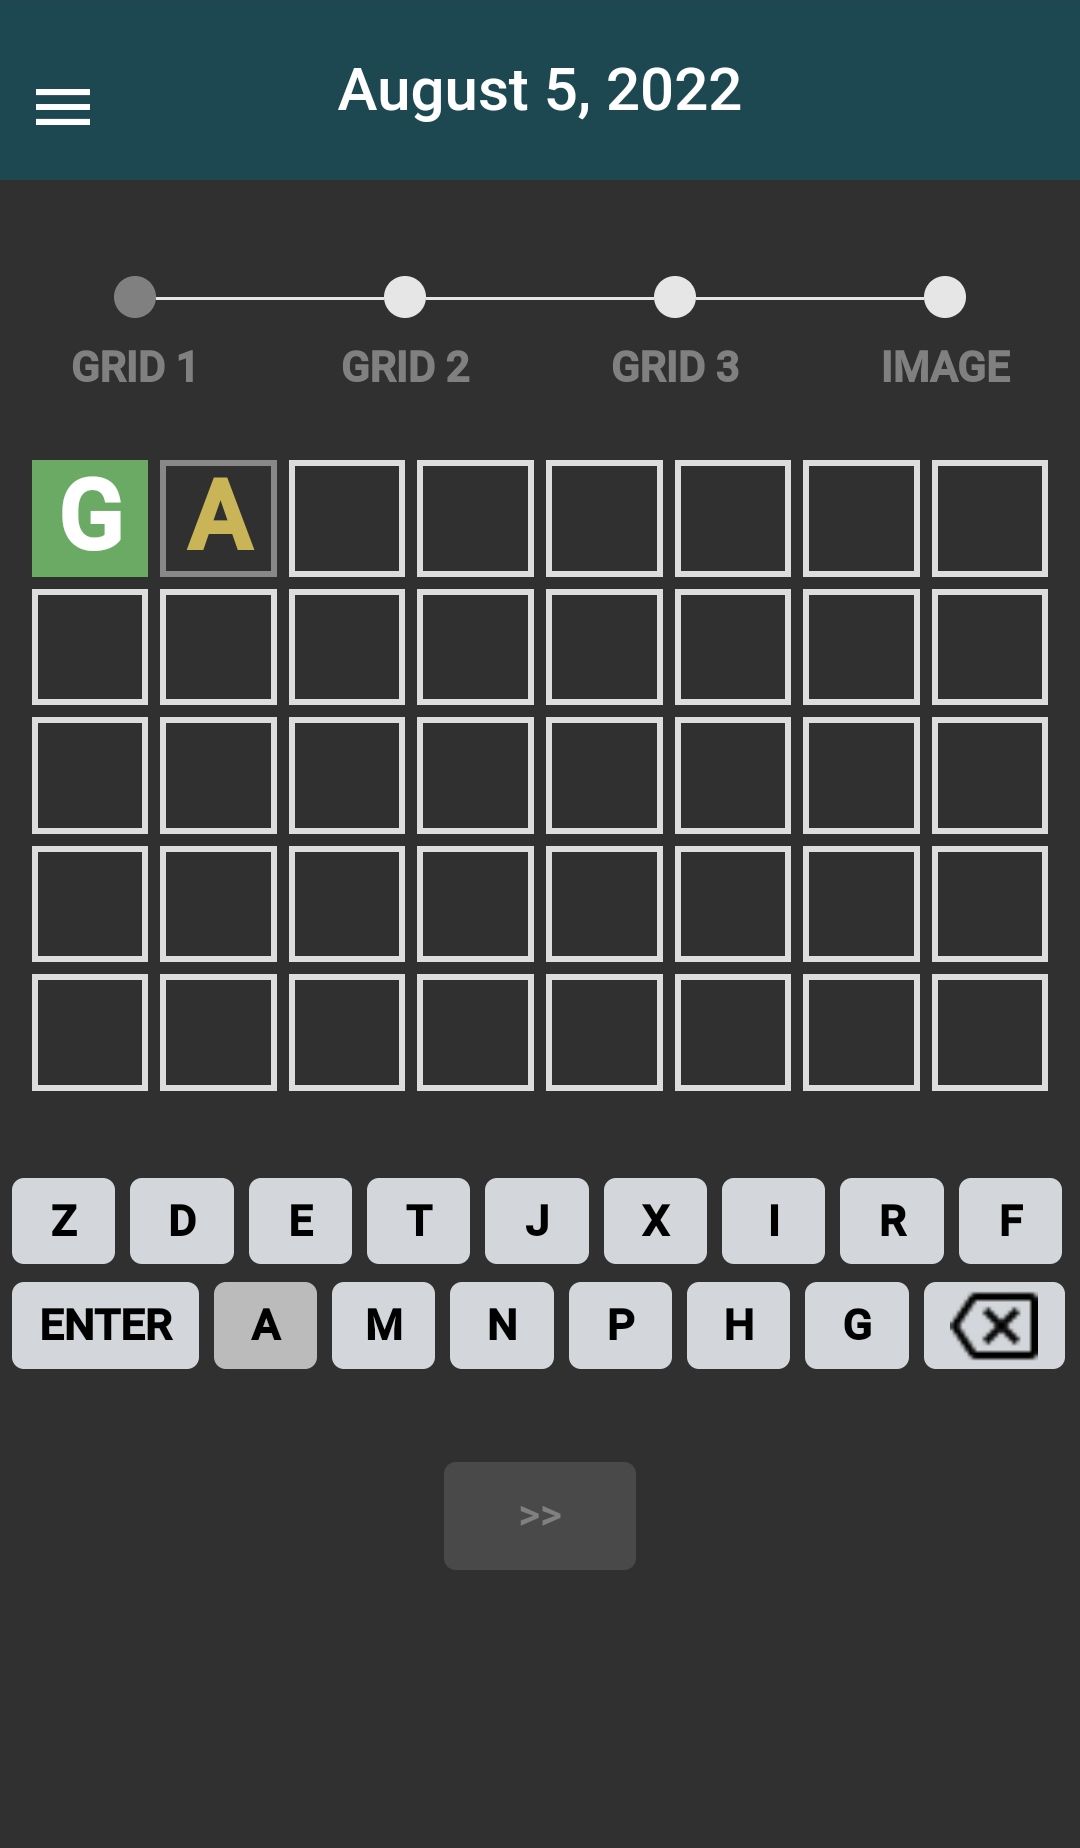 August 5, 2022
GRID 1 GRID 2 GRID 3 IMAGE
G A
Z D E T J X I R F
ENTER A M N P H G
>>